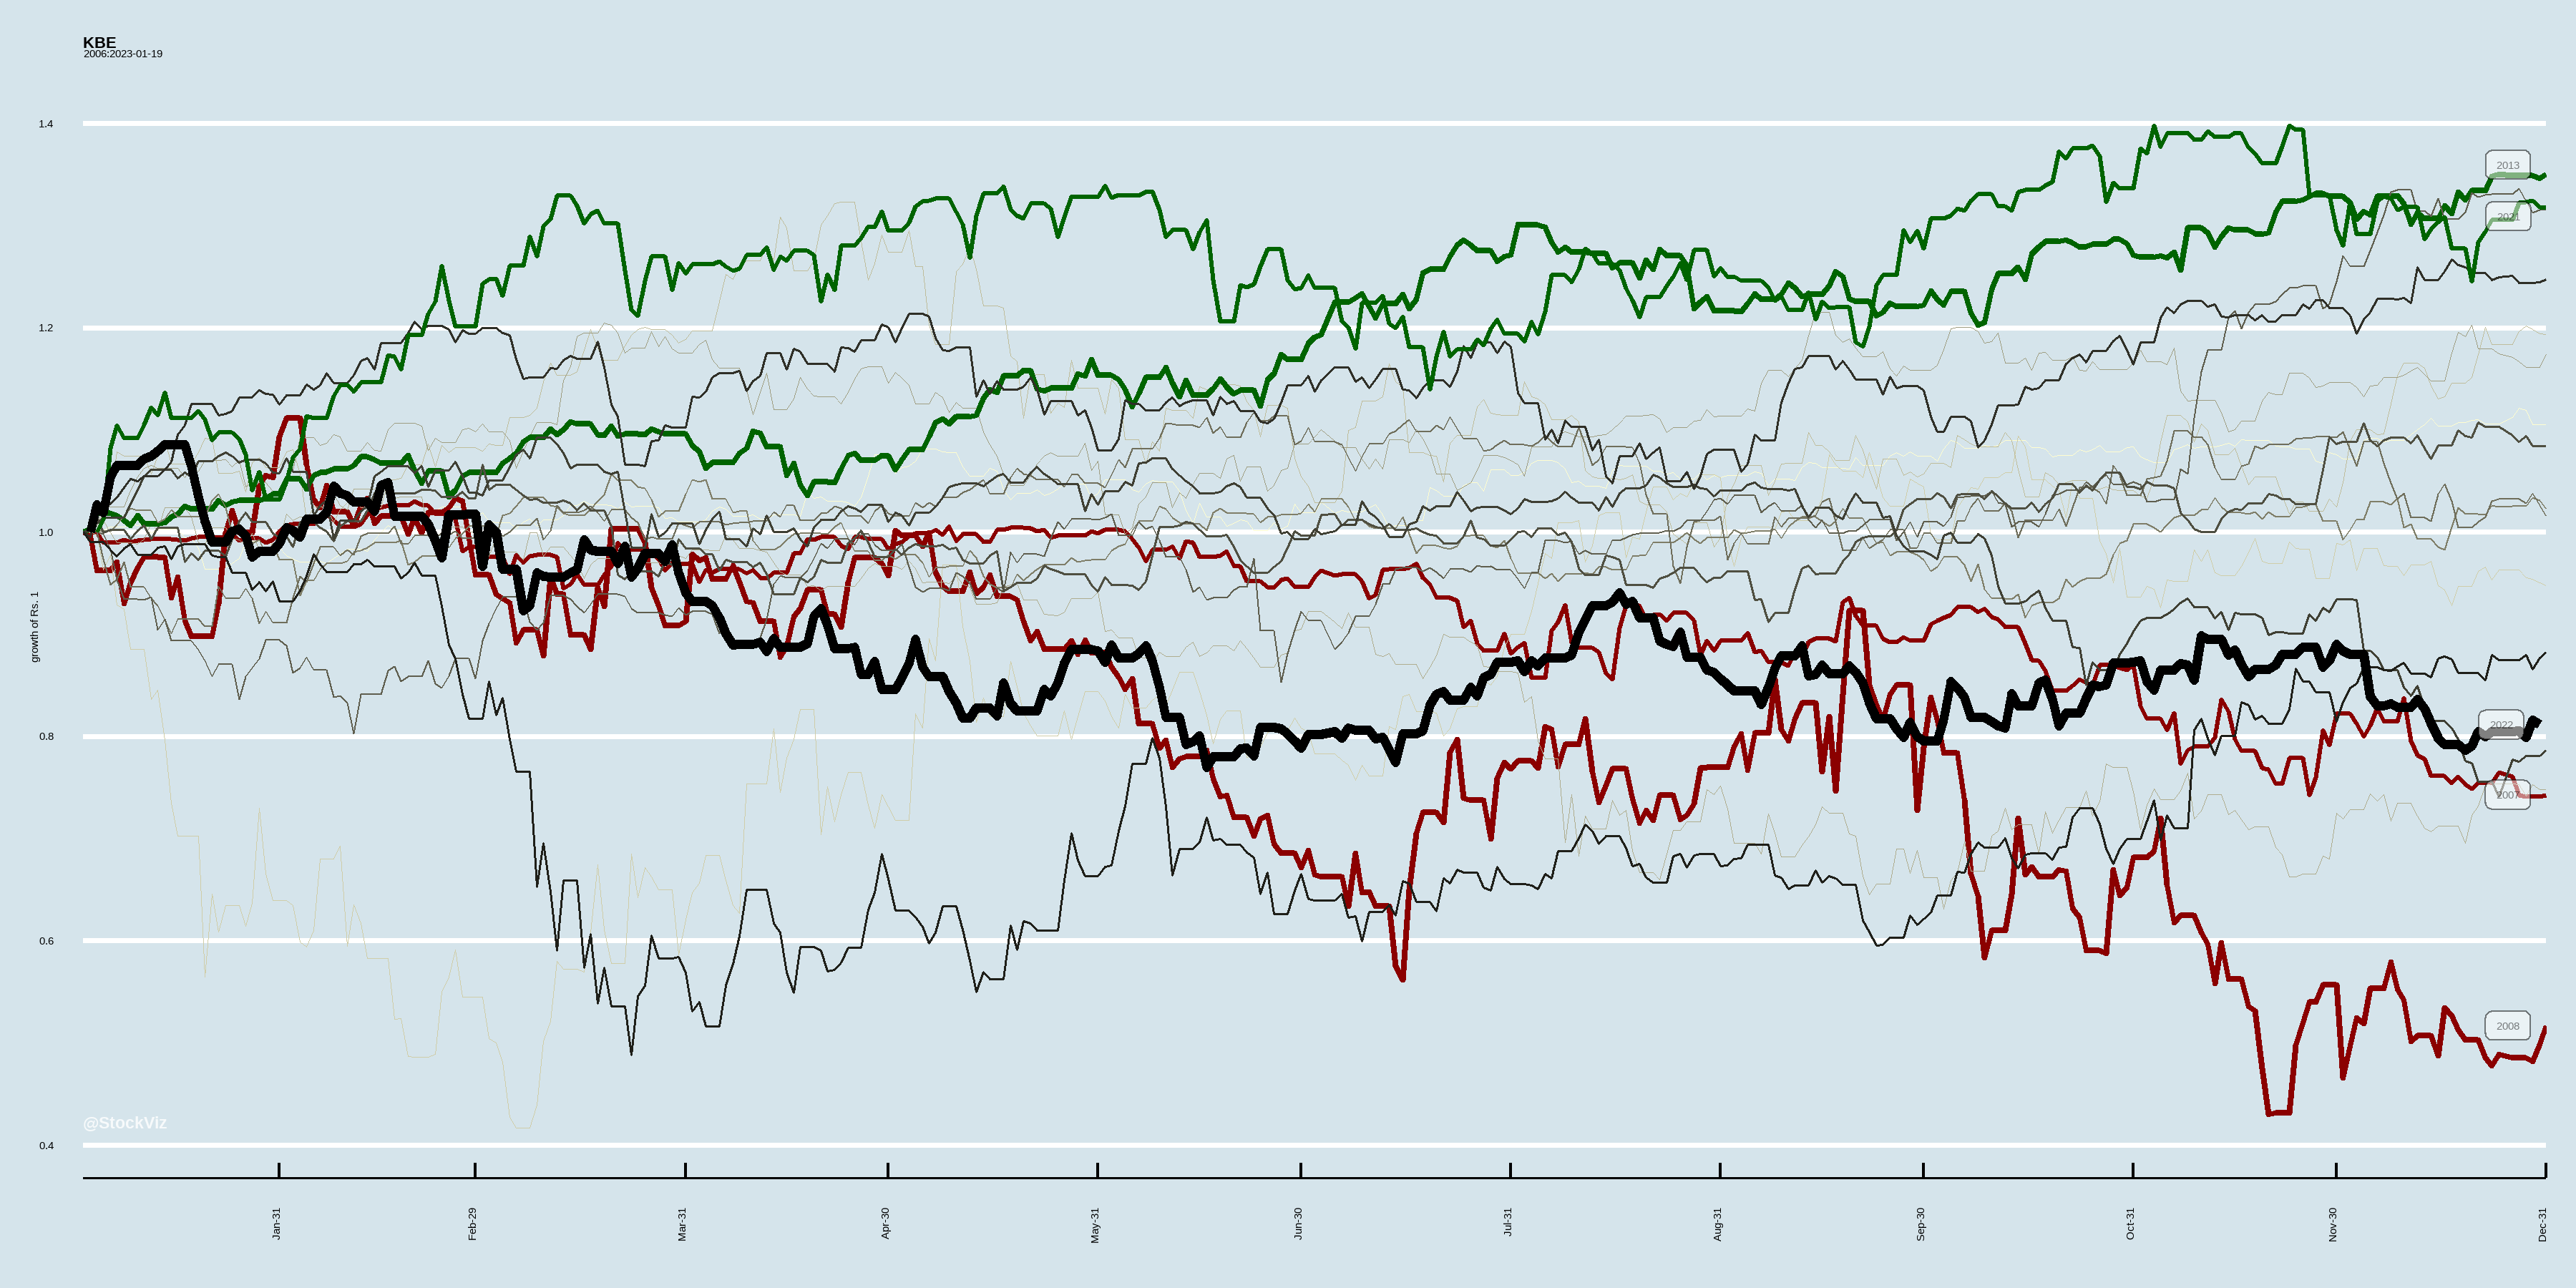 KBE
2006:2023-01-19
1.4
1.2
1.0
0.8
0.6
0.4
growth of Rs. 1
2013
2021
2022
2007
2008
@StockViz
Jan-31
Feb-29
Mar-31
Apr-30
May-31
Jun-30
Jul-31
Aug-31
Sep-30
Oct-31
Nov-30
Dec-31